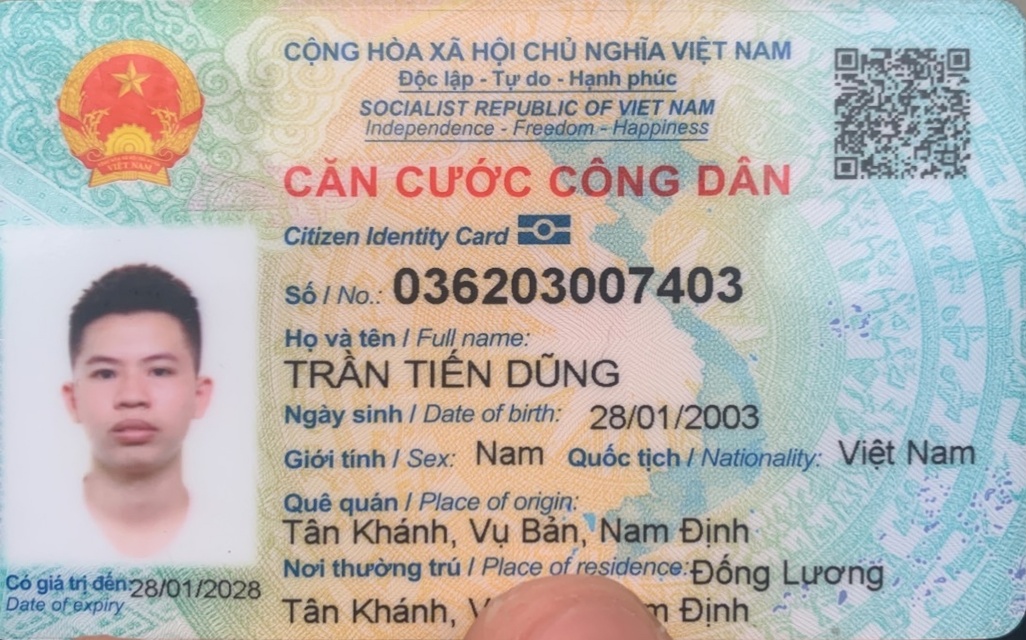 CỘNG HÒA XÃ HỘI CHỦ NGHĨA VIỆT NAM
Độc lập - Tự do - Hạnh phúc
SOCIALIST REPUBLIC OF VIET NAM
Independence - Freedom - Happiness
VIỆT NAM
CĂN CƯỚC CÔNG DÂN
Citizen Identity Card
Số / No.: 036203007403
Họ và tên / Full name:
TRẦN TIẾN DŨNG
Ngày sinh / Date of birth: 28/01/2003
Giới tính / Sex: Nam Quốc tịch / Nationality: Việt Nam
Quê quán / Place of origin:
Tân Khánh, Vụ Bản, Nam Định
Nơi thường trú / Place of residence: Đống Lương
Tân Khánh, Định
Có giá trị đến: 28/01/2028
Date of expiry